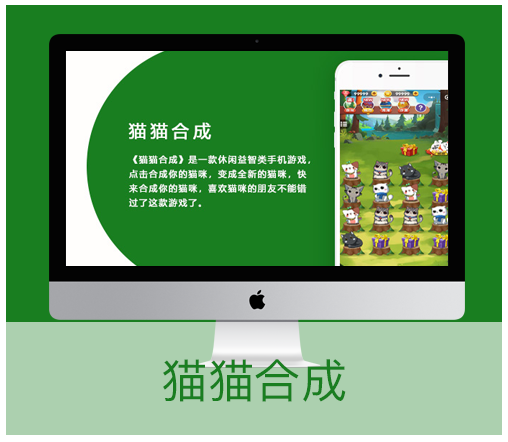 猫猫合成
《猫猫合成》是一款休闲益智类手机游戏,
点击合成你的猫咪，变成全新的猫咪，快
来合成你的猫咪，喜欢猫咪的朋友不能错
过了这款游戏了。
猫猫合成